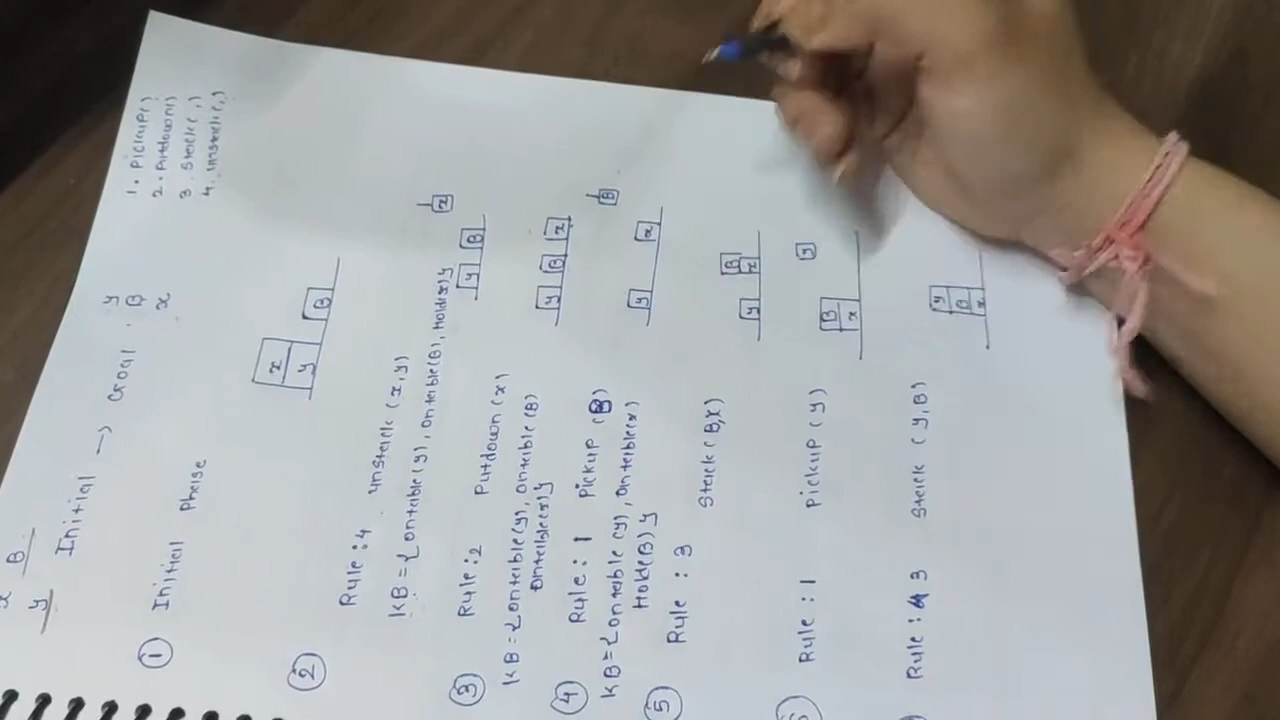 1. Pickup( )
2. Putdown( )
3. Stack( , )
4. Unstack( , )
x
y B
Initial → Goal. y
B
x
① Initial Phase
x
y B
② Rule : 4 . unstack (x,y)
KB = {ontable(y), ontable(B), Hold(x)}
x
y B
③ Rule : 2 Putdown (x)
KB = {ontable(y), ontable(B)
ontable(x)}
y B x
④ Rule : 1 Pickup (B)
KB = {ontable(y), ontable(x)
Hold(B)}
B
y x
⑤ Rule : 3 Stack (B,x)
B
y x
Rule : 1 Pickup (y)
y
B
x
Rule : 3 Stack (y,B)
y
B
x